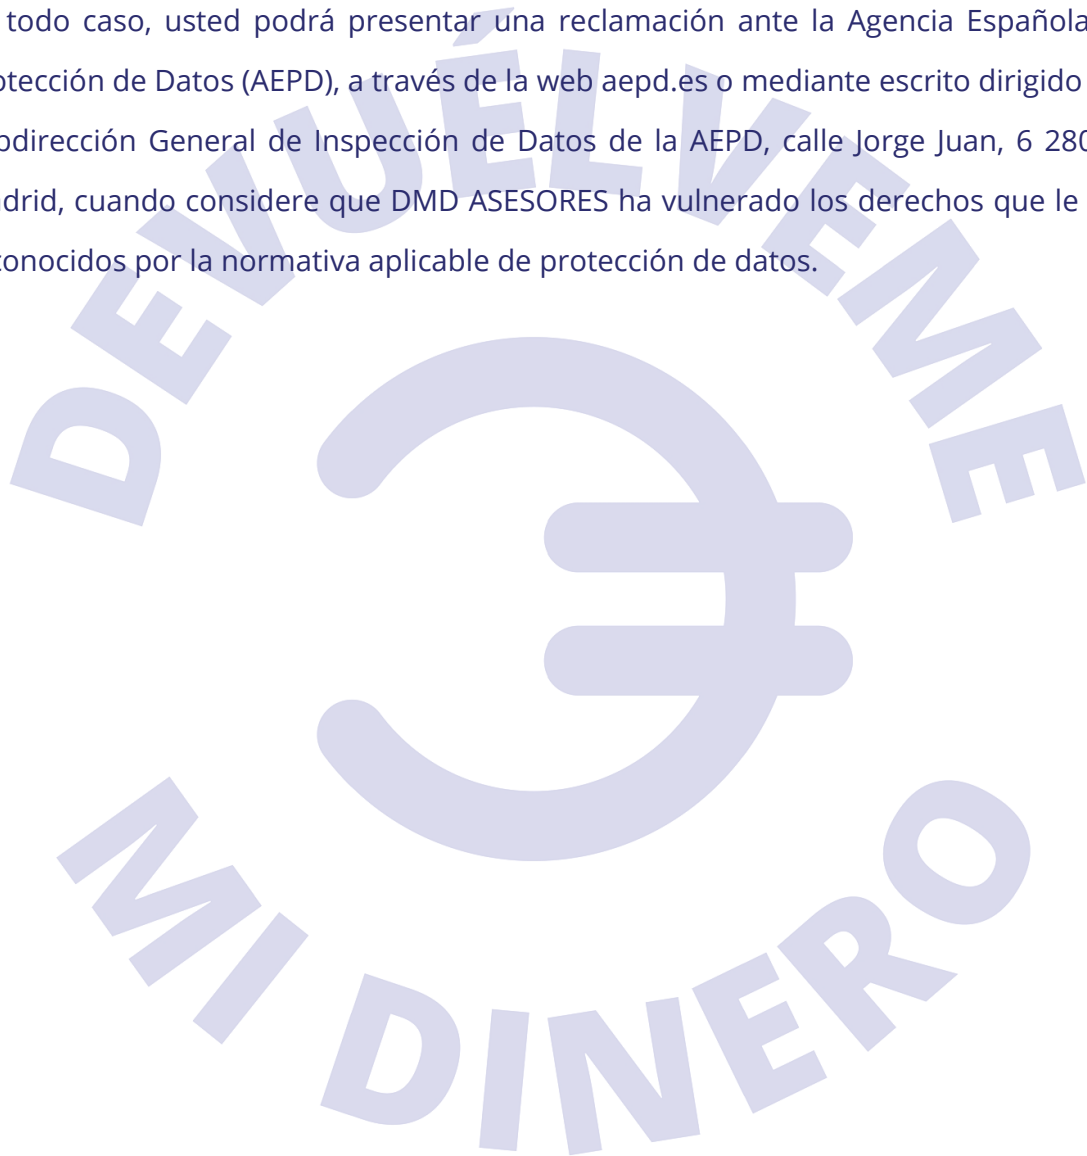 todo caso, usted podrá presentar una reclamación ante la Agencia Española
otección de Datos (AEPD), a través de la web aepd.es o mediante escrito dirigido
bdirección General de Inspección de Datos de la AEPD, calle Jorge Juan, 6 280
adrid, cuando considere que DMD ASESORES ha vulnerado los derechos que le
conocidos por la normativa aplicable de protección de datos.
DEVUÉLVEME
MI DINERO